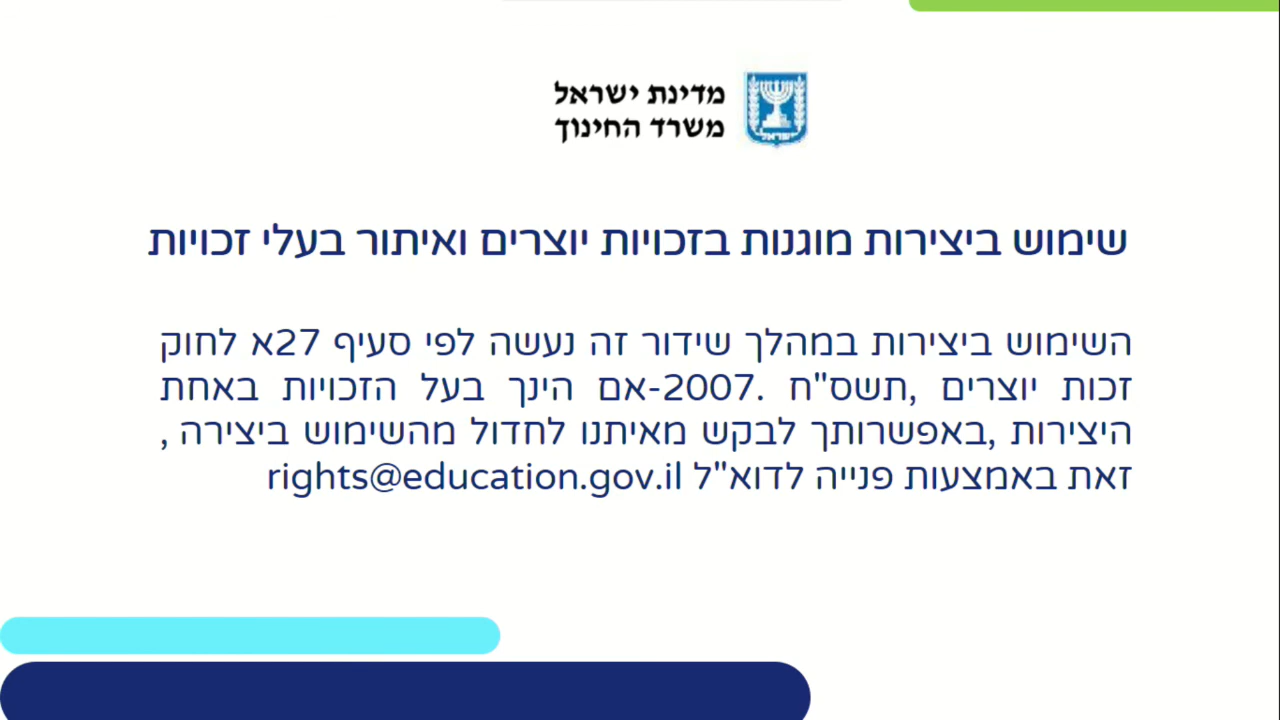 מדינת ישראל
משרד החינוך
שימוש ביצירות מוגנות בזכויות יוצרים ואיתור בעלי זכויות
השימוש ביצירות במהלך שידור זה נעשה לפי סעיף 27א לחוק
זכות יוצרים ,תשס"ח .2007-אם הינך בעל הזכויות באחת
היצירות ,באפשרותך לבקש מאיתנו לחדול מהשימוש ביצירה ,
זאת באמצעות פנייה לדוא"ל rights@education.gov.il